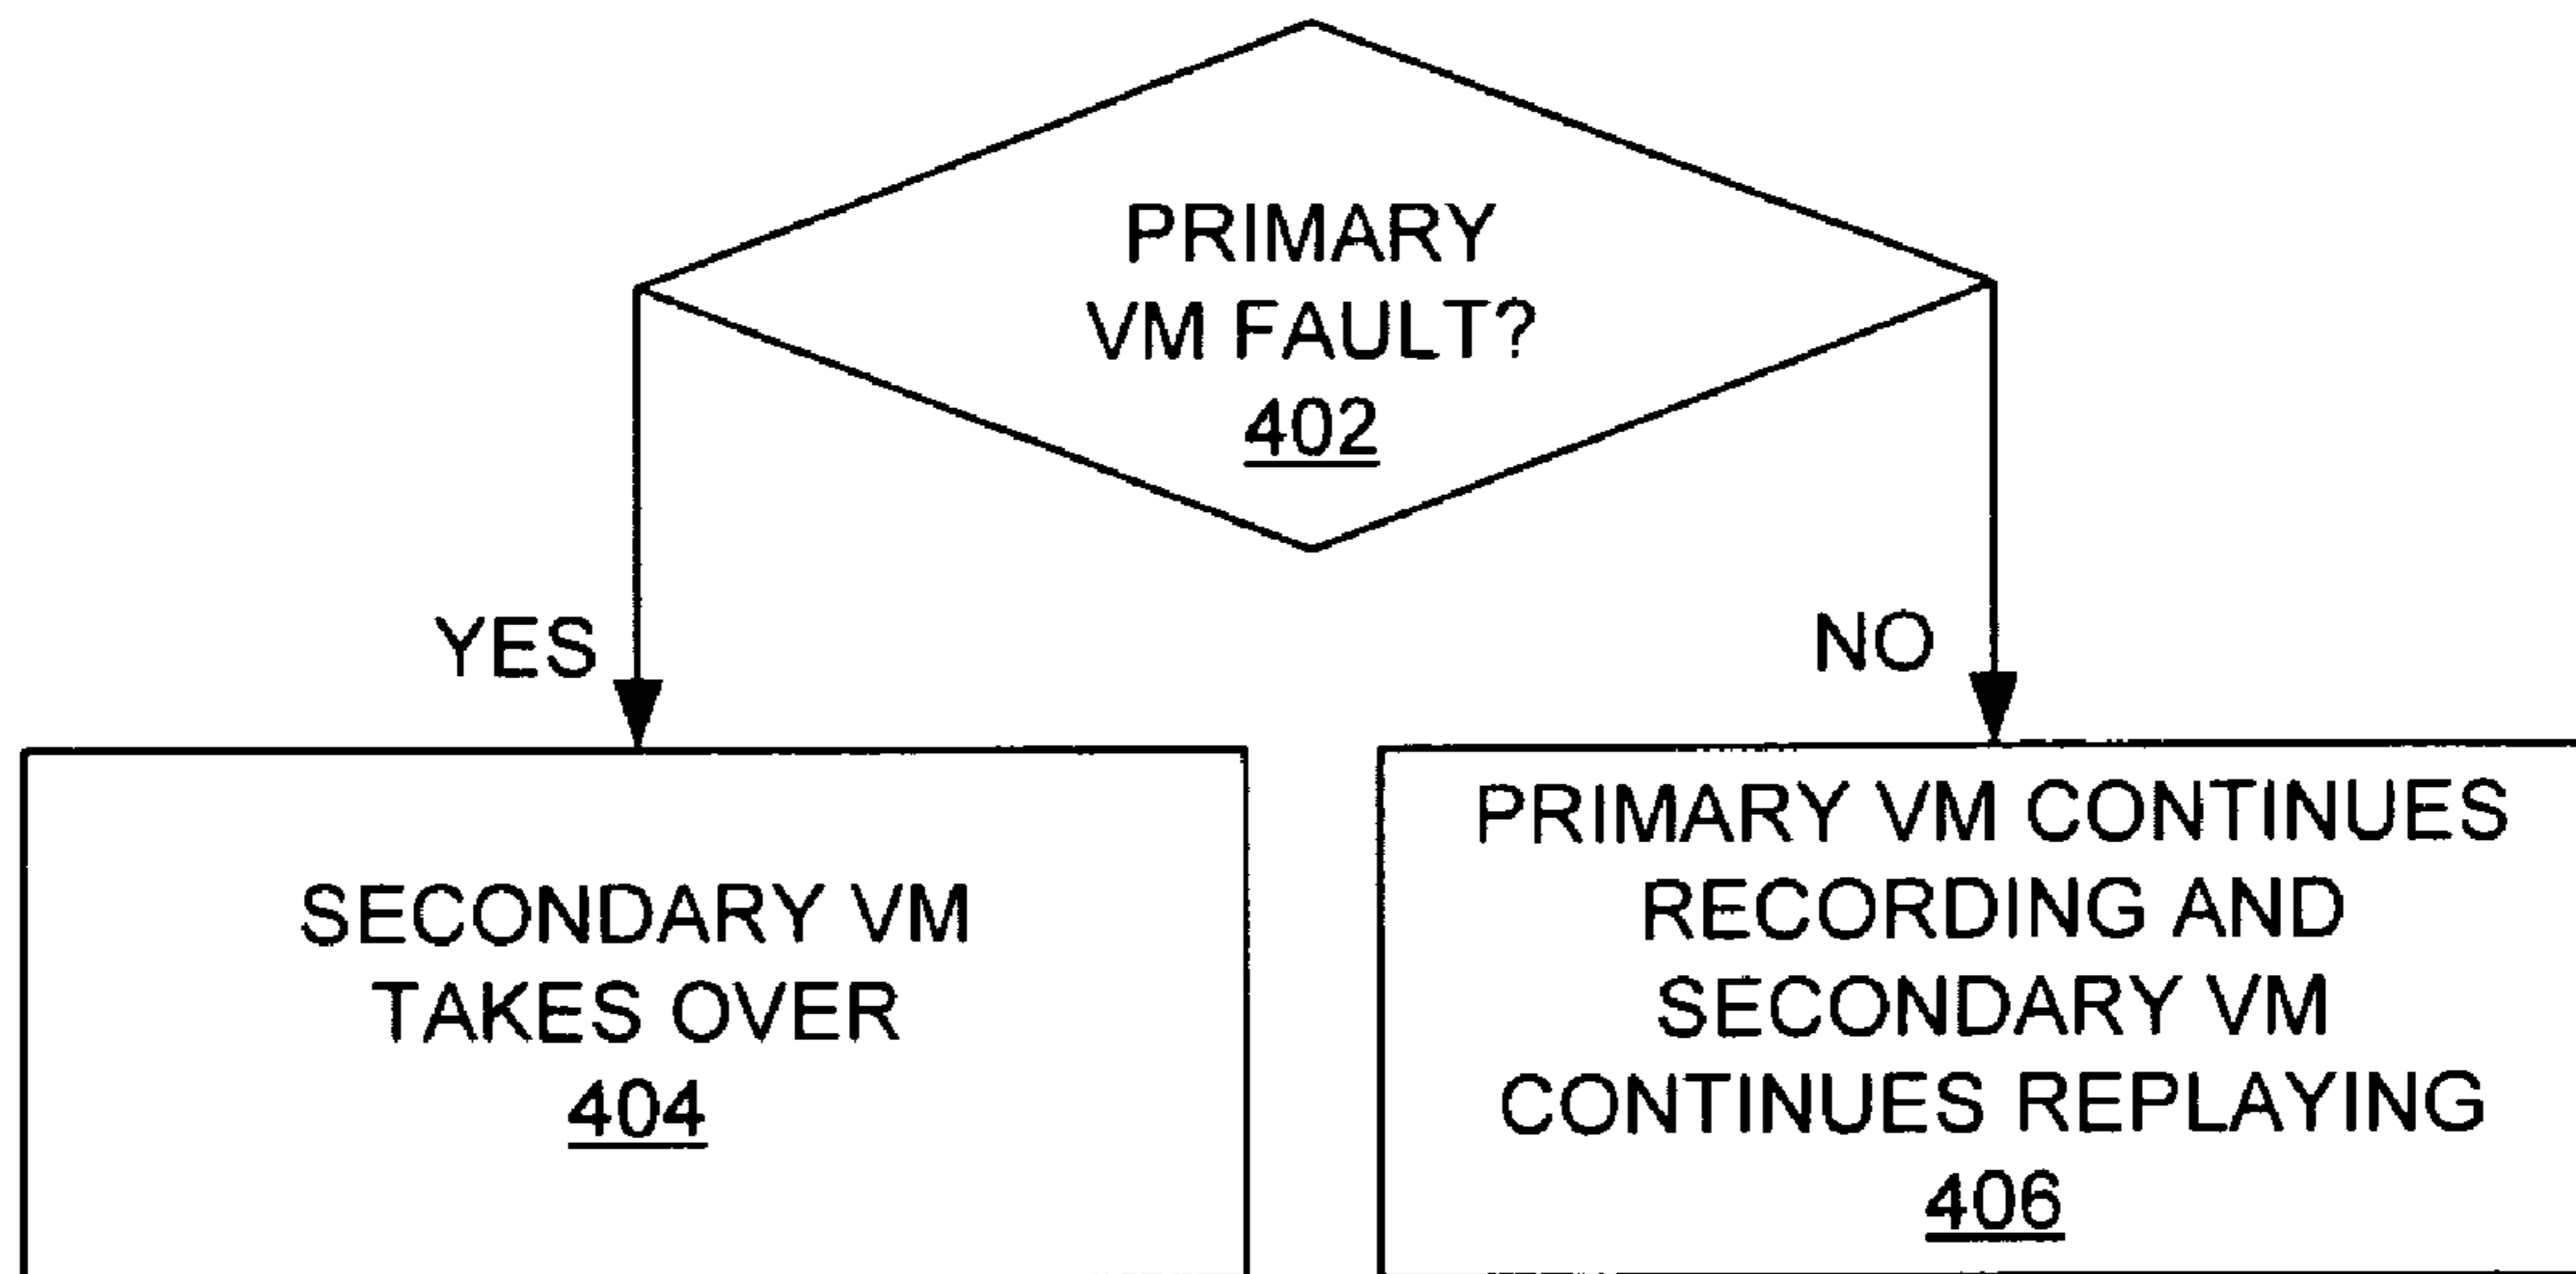 PRIMARY
VM FAULT?
402
YES
NO
SECONDARY VM
TAKES OVER
404
PRIMARY VM CONTINUES
RECORDING AND
SECONDARY VM
CONTINUES REPLAYING
406